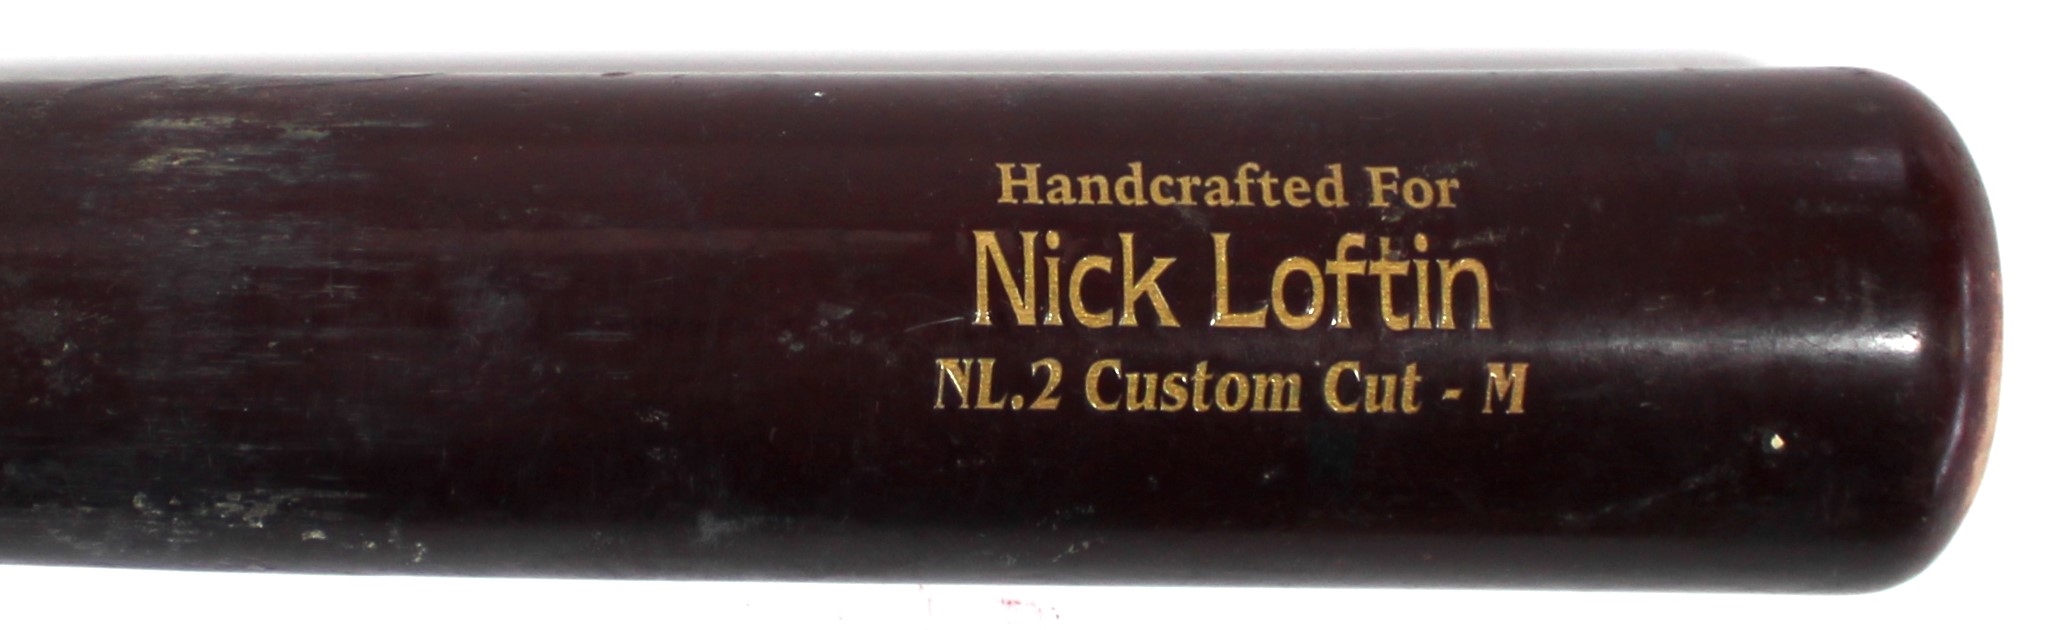 Handcrafted For
Nick Loftin
NL.2 Custom Cut - M